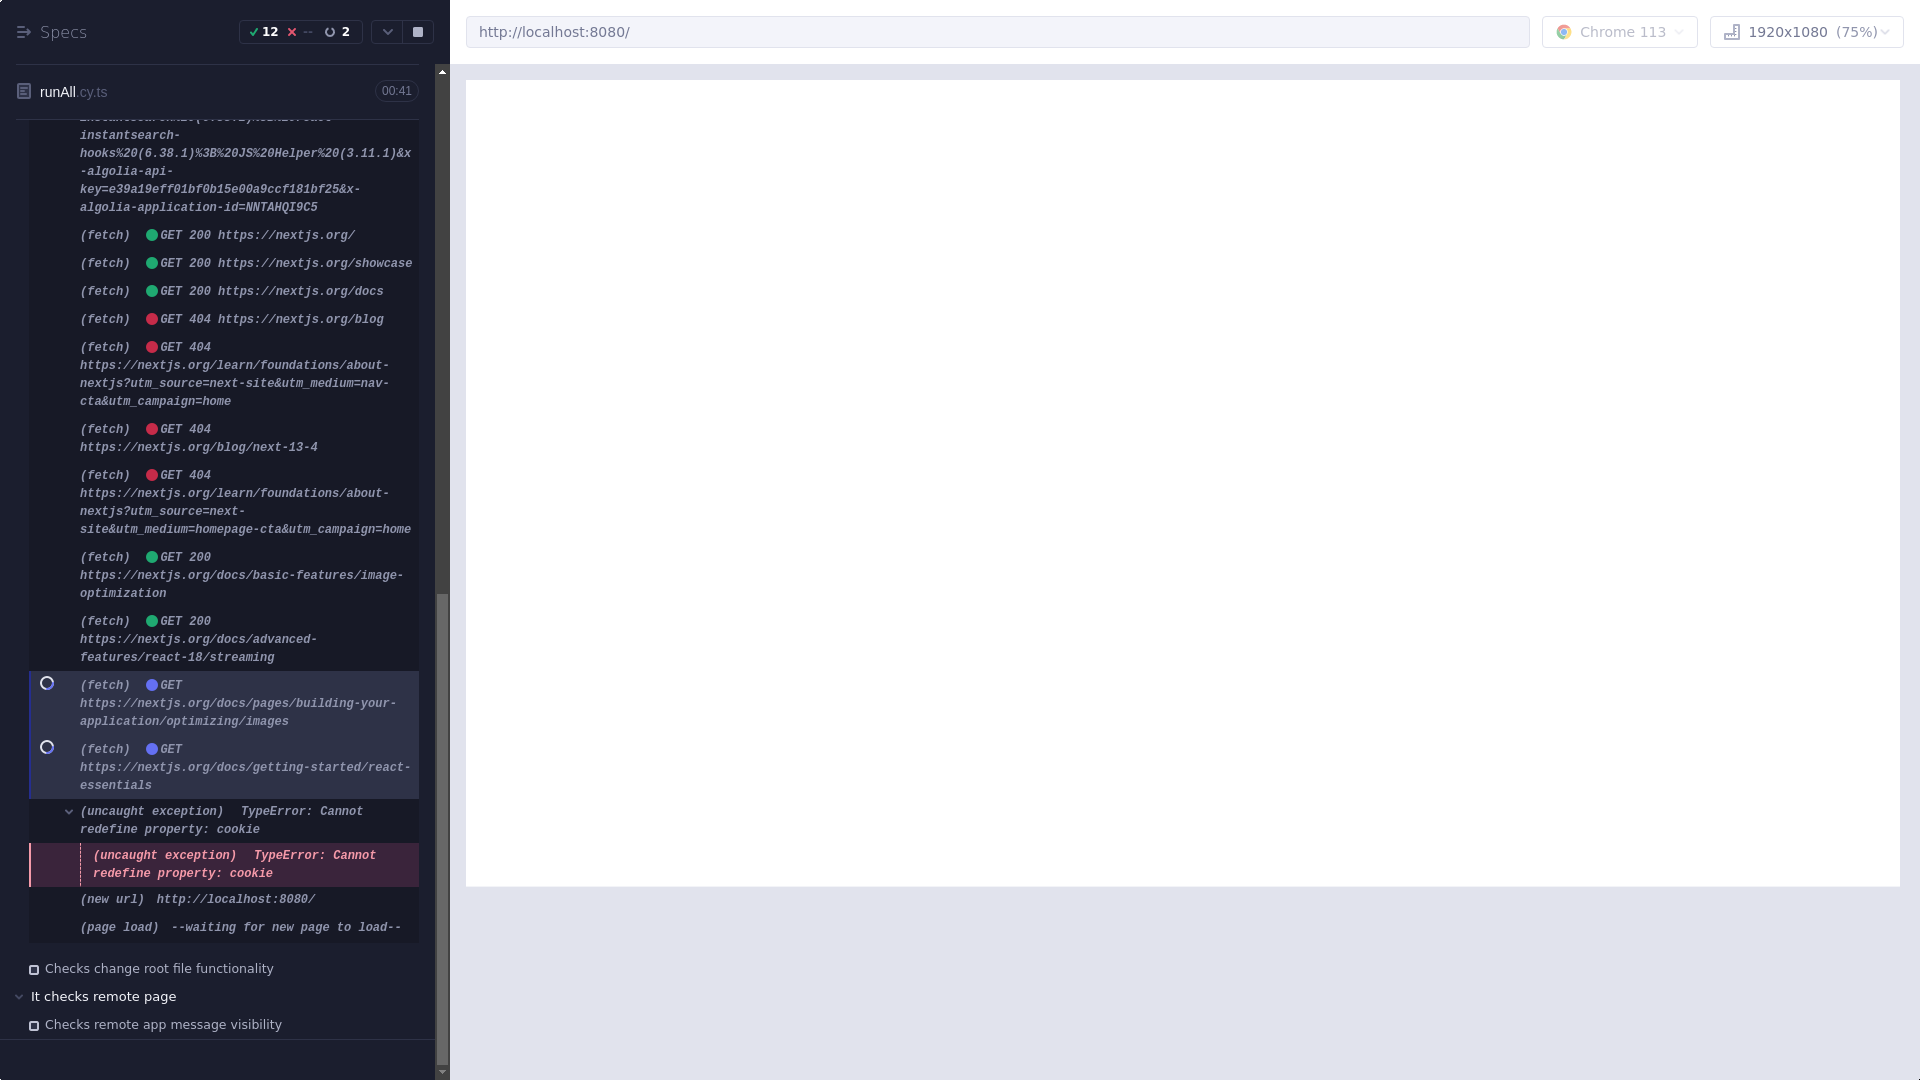 Specs
12 -- 2
http://localhost:8080/
Chrome 113
1920x1080 (75%)
runAll.cy.ts
00:41
instantsearch-
hooks%20(6.38.1)%3B%20JS%20Helper%20(3.11.1)&x
-algolia-api-
key=e39a19eff01bf0b15e00a9ccf181bf25&x-
algolia-application-id=NNTAHQI9C5
(fetch) GET 200 https://nextjs.org/
(fetch) GET 200 https://nextjs.org/showcase
(fetch) GET 200 https://nextjs.org/docs
(fetch) GET 404 https://nextjs.org/blog
(fetch) GET 404
https://nextjs.org/learn/foundations/about-
nextjs?utm_source=next-site&utm_medium=nav-
cta&utm_campaign=home
(fetch) GET 404
https://nextjs.org/blog/next-13-4
(fetch) GET 404
https://nextjs.org/learn/foundations/about-
nextjs?utm_source=next-
site&utm_medium=homepage-cta&utm_campaign=home
(fetch) GET 200
https://nextjs.org/docs/basic-features/image-
optimization
(fetch) GET 200
https://nextjs.org/docs/advanced-
features/react-18/streaming
(fetch) GET
https://nextjs.org/docs/pages/building-your-
application/optimizing/images
(fetch) GET
https://nextjs.org/docs/getting-started/react-
essentials
(uncaught exception) TypeError: Cannot
redefine property: cookie
(uncaught exception) TypeError: Cannot
redefine property: cookie
(new url) http://localhost:8080/
(page load) --waiting for new page to load--
Checks change root file functionality
It checks remote page
Checks remote app message visibility